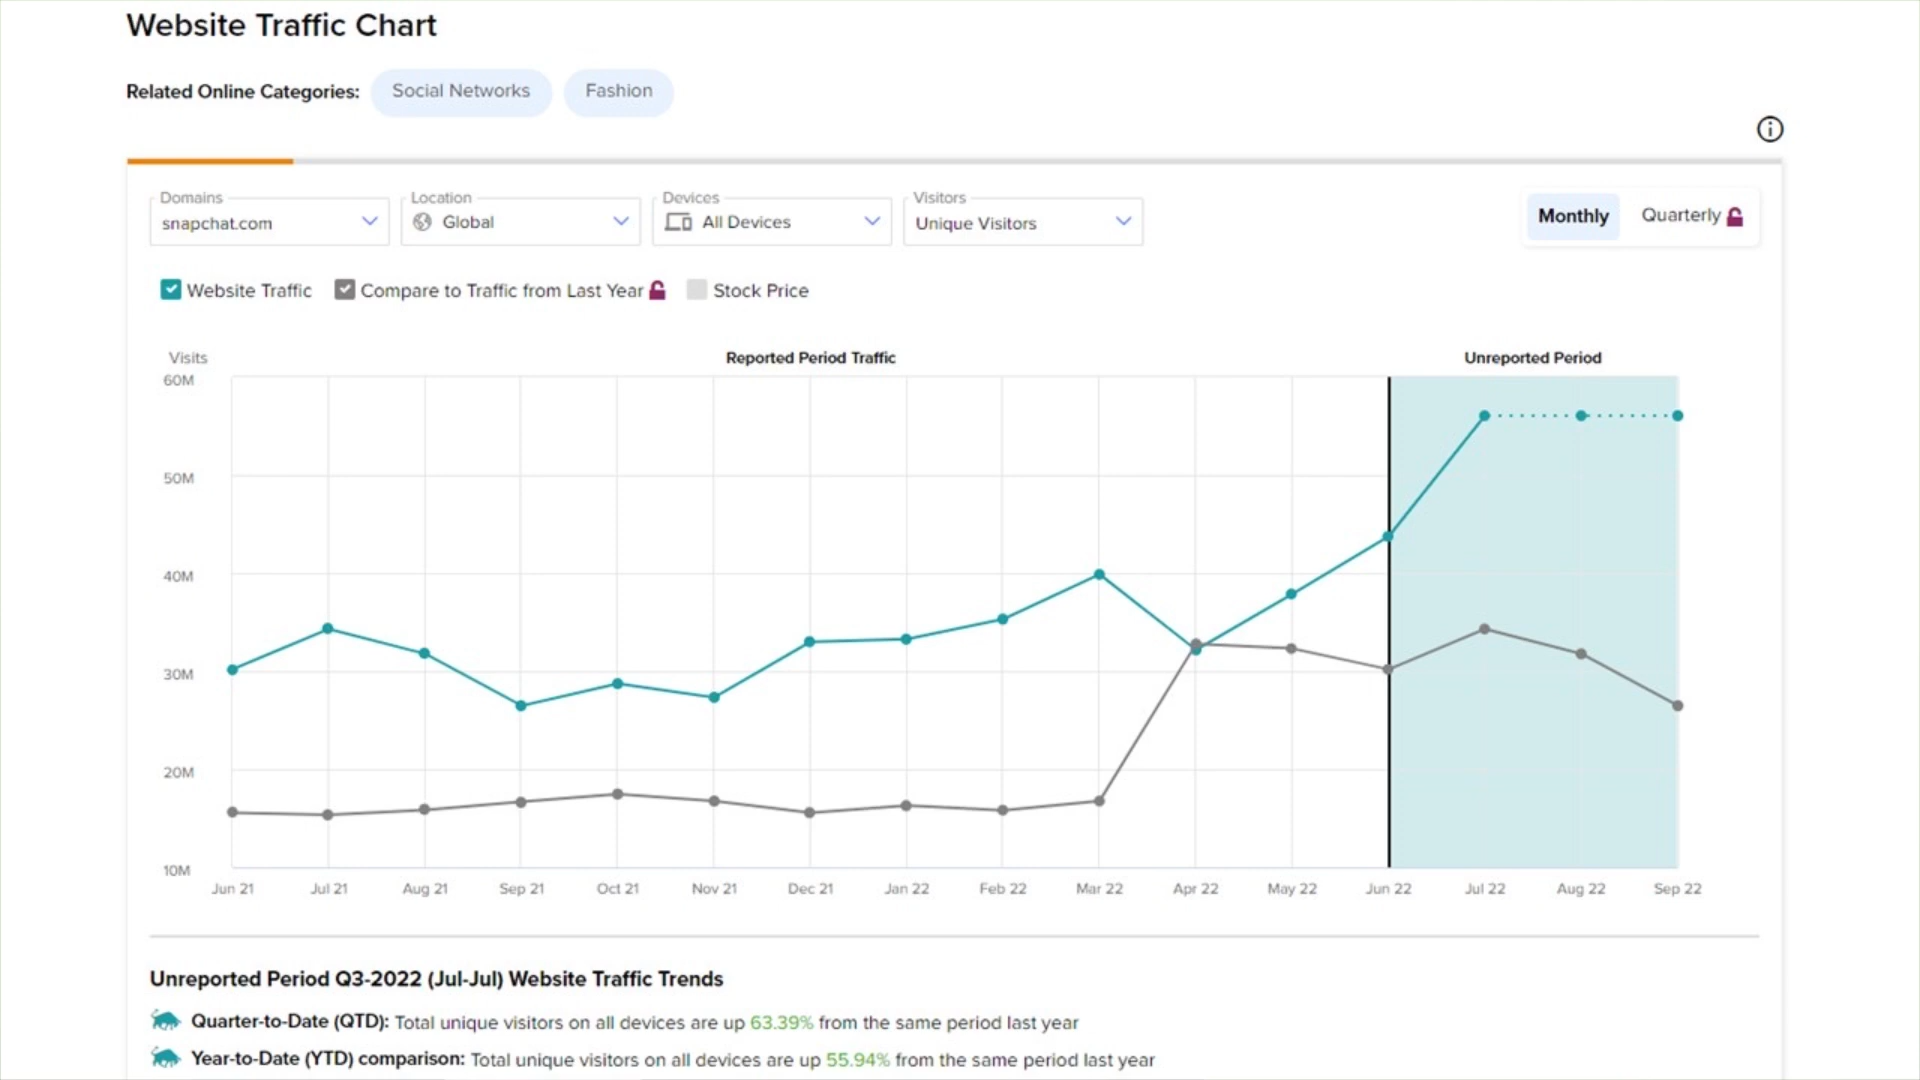 Website Traffic Chart
Related Online Categories: Social Networks Fashion
Domains Location Devices Visitors
snapchat.com Global All Devices Unique Visitors Monthly Quarterly
Website Traffic Compare to Traffic from Last Year Stock Price
Visits Reported Period Traffic Unreported Period
60M
50M
40M
30M
20M
10M
Jun 21 Jul 21 Aug 21 Sep 21 Oct 21 Nov 21 Dec 21 Jan 22 Feb 22 Mar 22 Apr 22 May 22 Jun 22 Jul 22 Aug 22 Sep 22
Unreported Period Q3-2022 (Jul-Jul) Website Traffic Trends
Quarter-to-Date (QTD): Total unique visitors on all devices are up 63.39% from the same period last year
Year-to-Date (YTD) comparison: Total unique visitors on all devices are up 55.94% from the same period last year